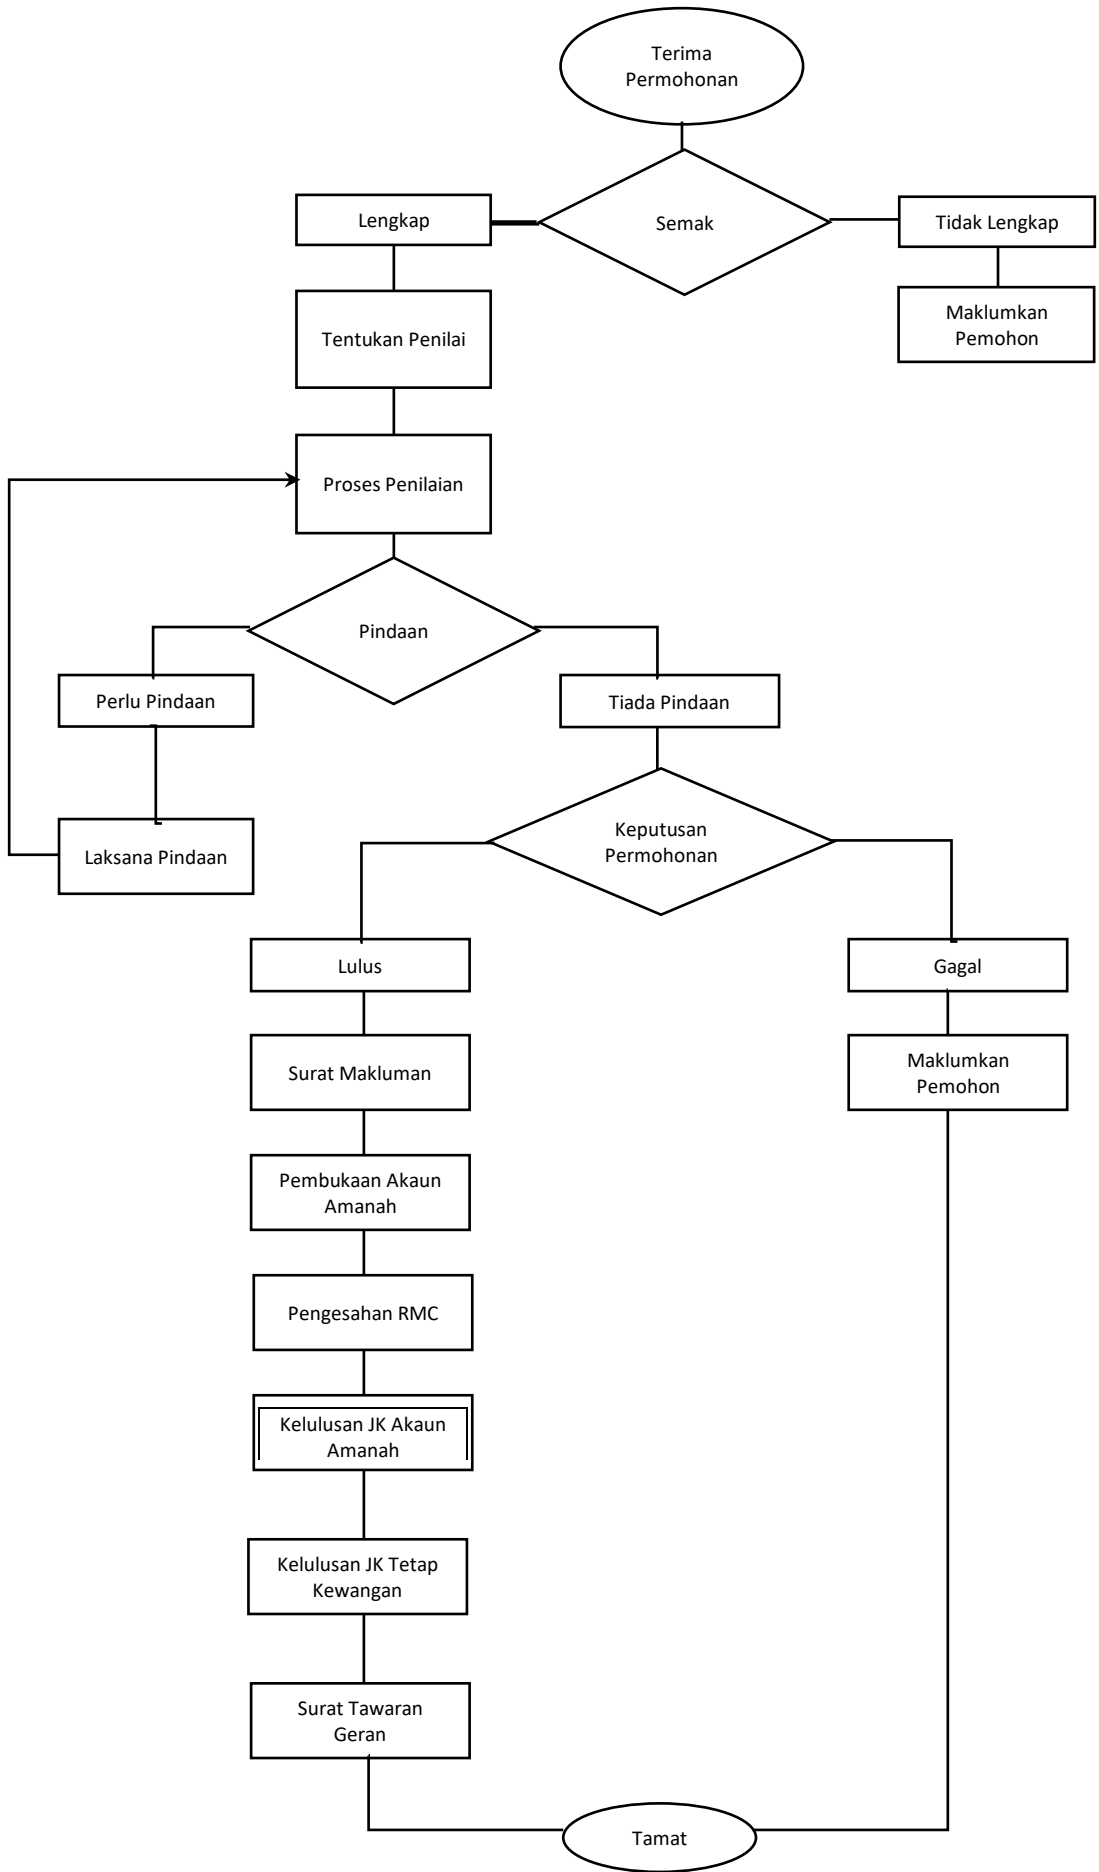 Terima
Permohonan
Semak
Lengkap
Tidak Lengkap
Maklumkan
Pemohon
Tentukan Penilai
Proses Penilaian
Pindaan
Perlu Pindaan
Tiada Pindaan
Laksana Pindaan
Keputusan
Permohonan
Lulus
Gagal
Surat Makluman
Maklumkan
Pemohon
Pembukaan Akaun
Amanah
Pengesahan RMC
Kelulusan JK Akaun
Amanah
Kelulusan JK Tetap
Kewangan
Surat Tawaran
Geran
Tamat